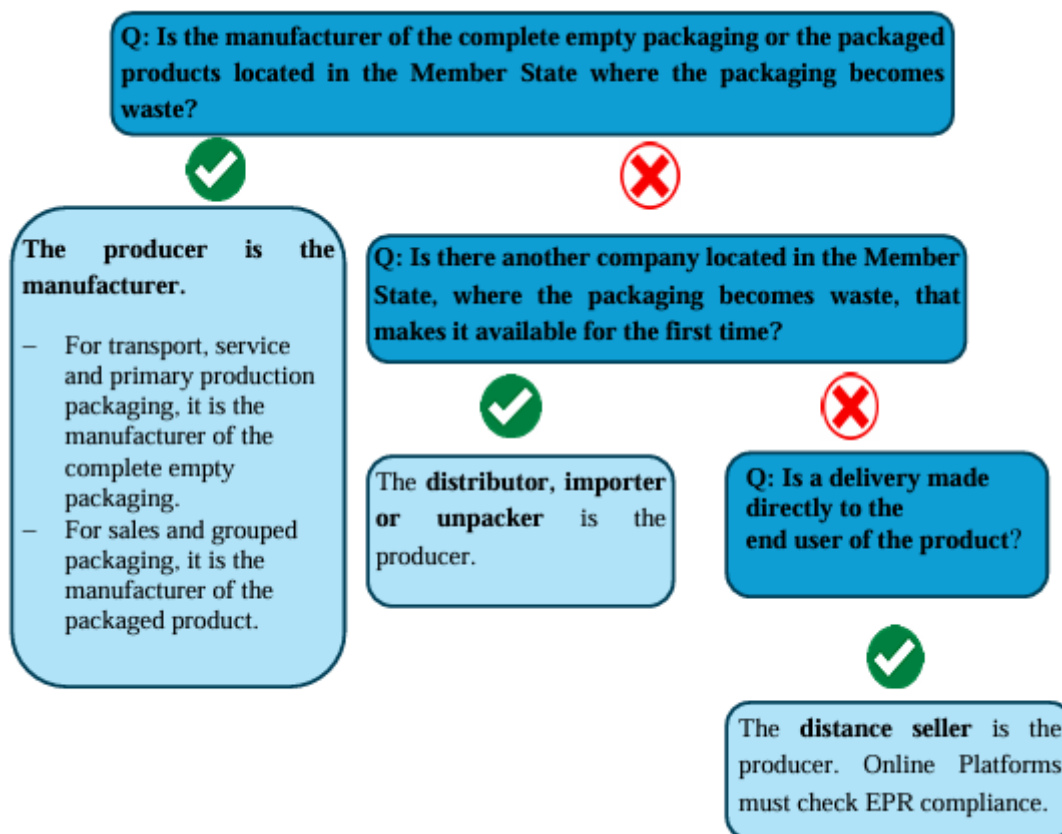 Q: Is the manufacturer of the complete empty packaging or the packaged
products located in the Member State where the packaging becomes
waste?
The producer is the
manufacturer.
– For transport, service
and primary production
packaging, it is the
manufacturer of the
complete empty
packaging.
– For sales and grouped
packaging, it is the
manufacturer of the
packaged product.
Q: Is there another company located in the Member
State, where the packaging becomes waste, that
makes it available for the first time?
The distributor, importer
or unpacker is the
producer.
Q: Is a delivery made
directly to the
end user of the product?
The distance seller is the
producer. Online Platforms
must check EPR compliance.